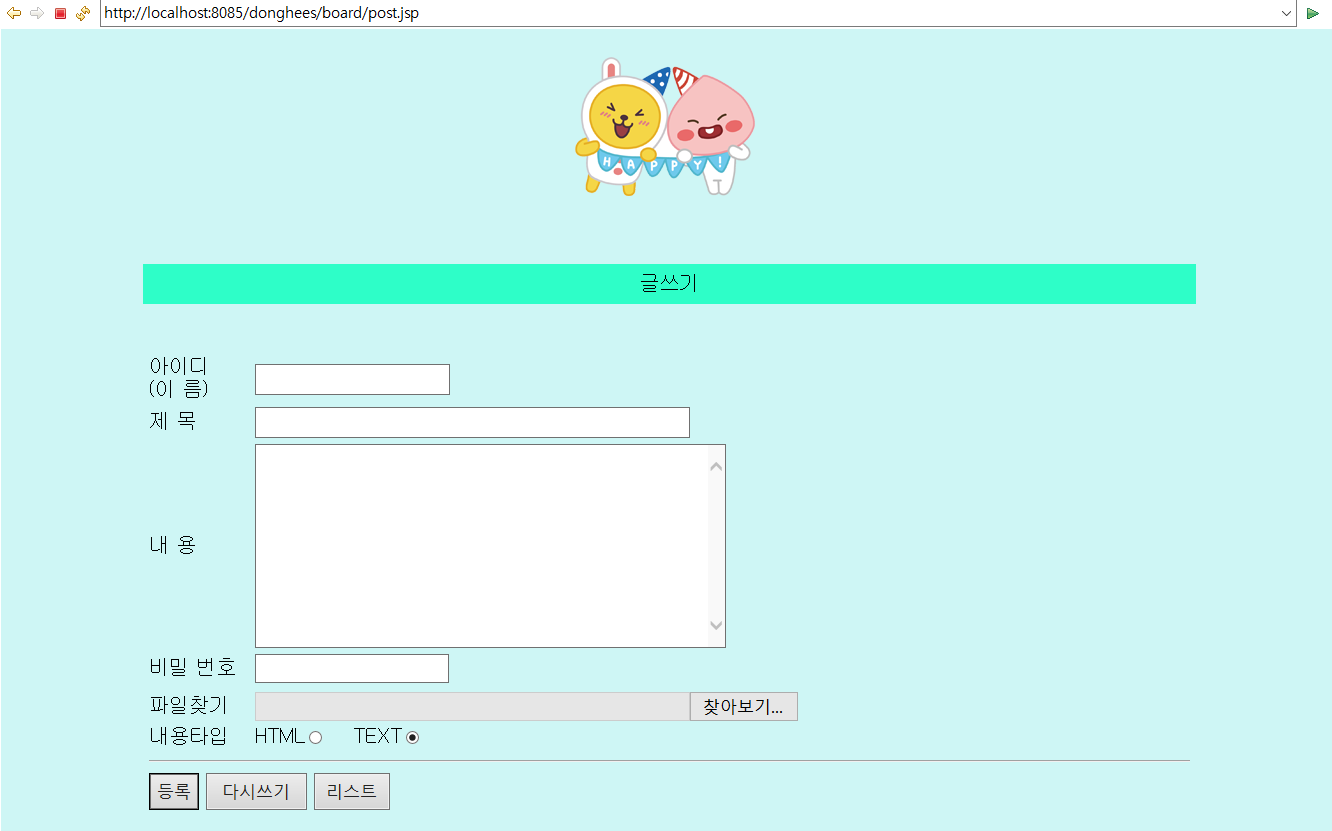 http://localhost:8085/donghees/board/post.jsp
HAPPY!
글쓰기
아이디
(이 름)
제 목
내 용
비밀 번호
파일찾기 찾아보기...
내용타입 HTML TEXT
등록 다시쓰기 리스트